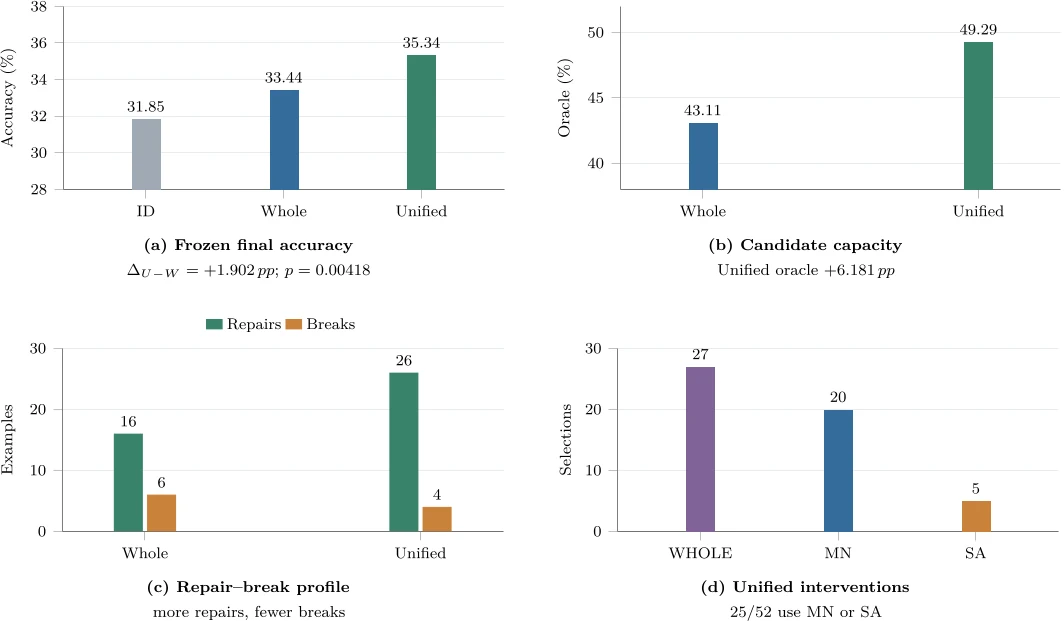 38
36
34
32
30
28
Accuracy (%)
31.85
33.44
35.34
ID
Whole
Unified
(a) Frozen final accuracy
Δ_{U−W} = +1.902 pp; p = 0.00418
50
45
40
Oracle (%)
43.11
49.29
Whole
Unified
(b) Candidate capacity
Unified oracle +6.181 pp
Repairs Breaks
30
20
10
0
Examples
16
6
26
4
Whole
Unified
(c) Repair–break profile
more repairs, fewer breaks
30
20
10
0
Selections
27
20
5
WHOLE
MN
SA
(d) Unified interventions
25/52 use MN or SA